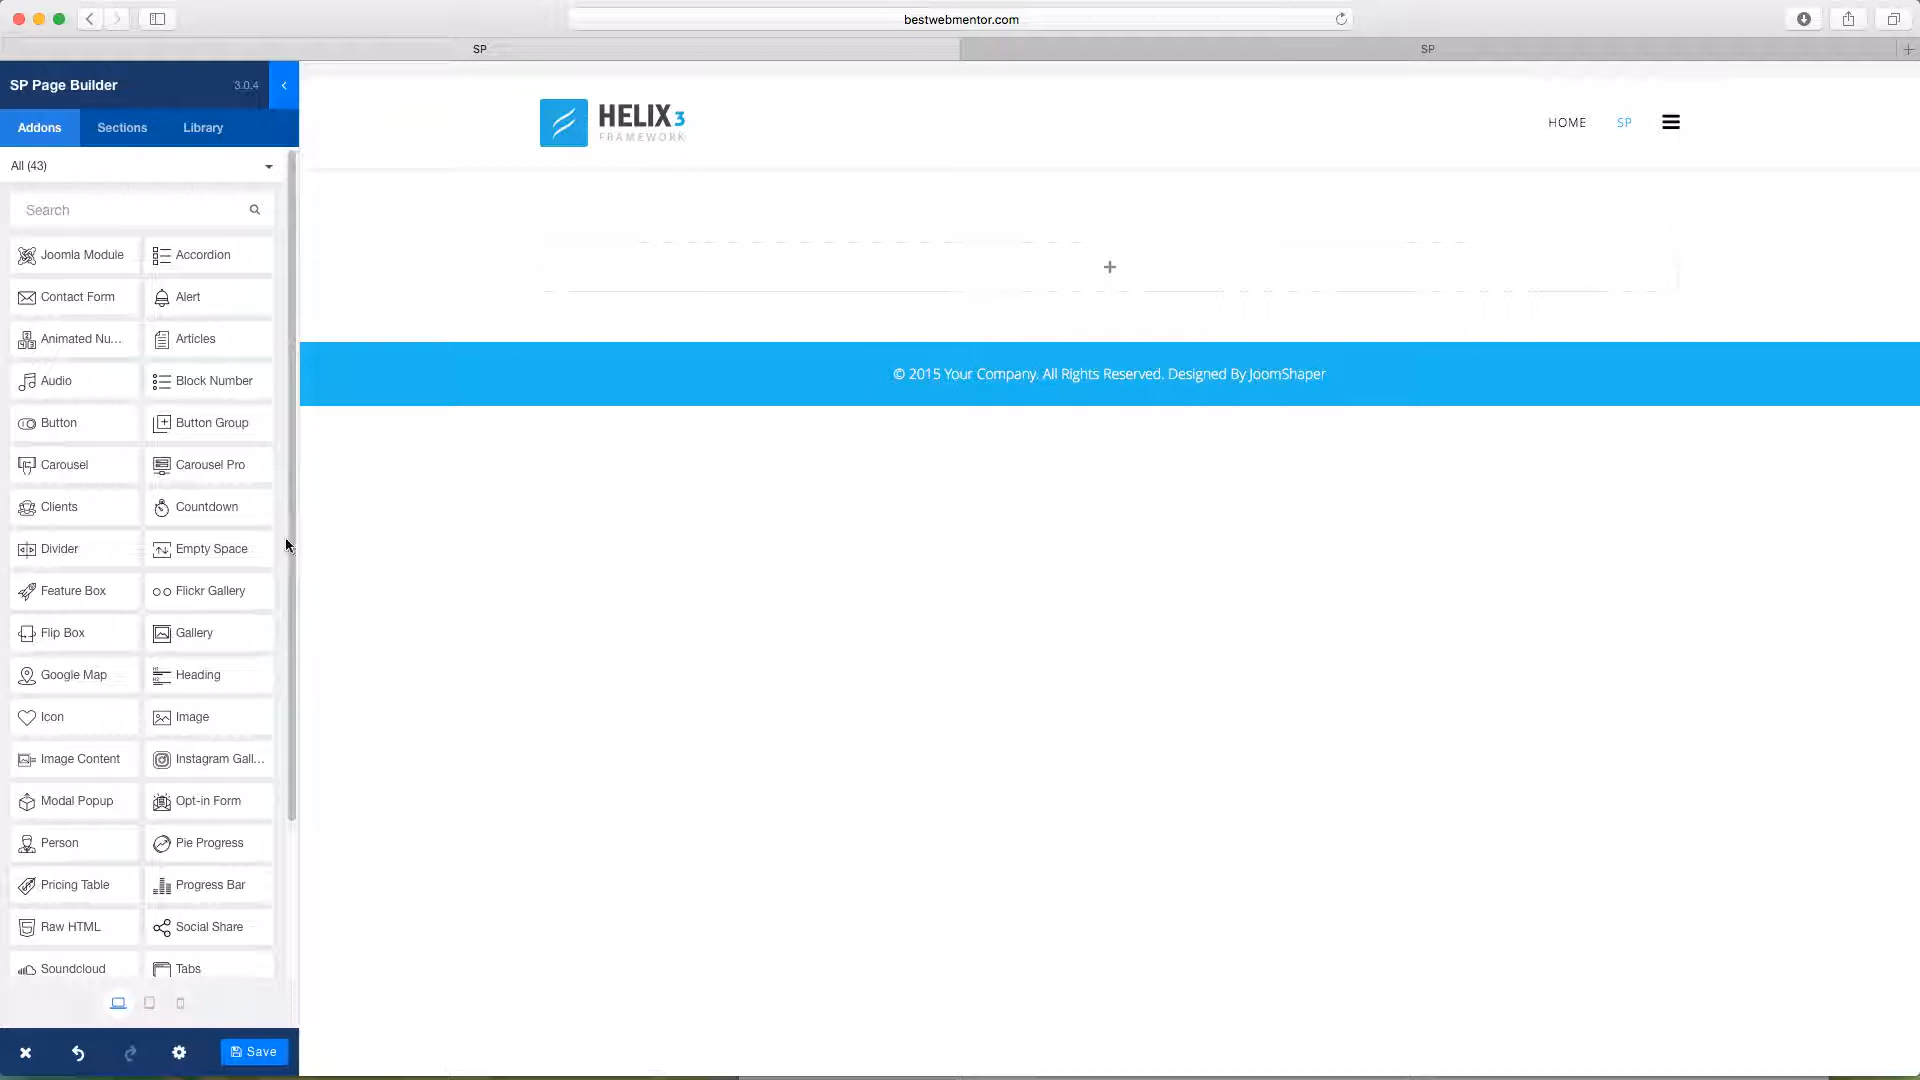 bestwebmentor.com
SP
SP
SP Page Builder 3.0.4
Addons Sections Library
All (43)
Search
Joomla Module Accordion
Contact Form Alert
Animated Nu... Articles
Audio Block Number
Button Button Group
Carousel Carousel Pro
Clients Countdown
Divider Empty Space
Feature Box Flickr Gallery
Flip Box Gallery
Google Map Heading
Icon Image
Image Content Instagram Gall...
Modal Popup Opt-in Form
Person Pie Progress
Pricing Table Progress Bar
Raw HTML Social Share
Soundcloud Tabs
Save
HELIX3
FRAMEWORK
HOME SP
© 2015 Your Company. All Rights Reserved. Designed By JoomShaper